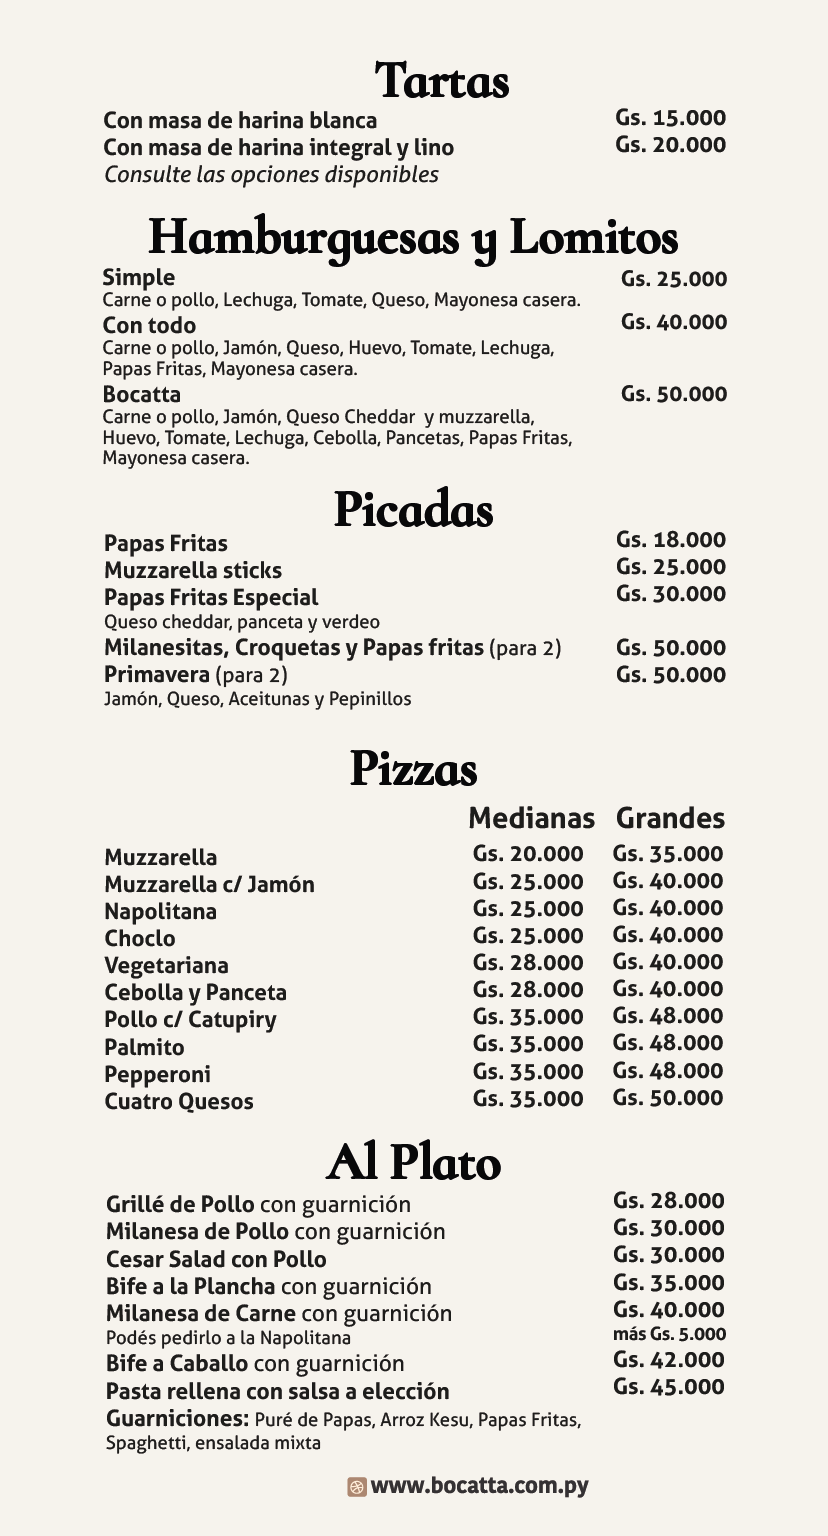 Tartas
Con masa de harina blanca Gs. 15.000
Con masa de harina integral y lino Gs. 20.000
Consulte las opciones disponibles
Hamburguesas y Lomitos
Simple Gs. 25.000
Carne o pollo, Lechuga, Tomate, Queso, Mayonesa casera.
Con todo Gs. 40.000
Carne o pollo, Jamón, Queso, Huevo, Tomate, Lechuga,
Papas Fritas, Mayonesa casera.
Bocatta Gs. 50.000
Carne o pollo, Jamón, Queso Cheddar y muzzarella,
Huevo, Tomate, Lechuga, Cebolla, Pancetas, Papas Fritas,
Mayonesa casera.
Picadas
Papas Fritas Gs. 18.000
Muzzarella sticks Gs. 25.000
Papas Fritas Especial Gs. 30.000
Queso cheddar, panceta y verdeo
Milanesitas, Croquetas y Papas fritas (para 2) Gs. 50.000
Primavera (para 2) Gs. 50.000
Jamón, Queso, Aceitunas y Pepinillos
Pizzas
Medianas Grandes
Muzzarella Gs. 20.000 Gs. 35.000
Muzzarella c/ Jamón Gs. 25.000 Gs. 40.000
Napolitana Gs. 25.000 Gs. 40.000
Choclo Gs. 25.000 Gs. 40.000
Vegetariana Gs. 28.000 Gs. 40.000
Cebolla y Panceta Gs. 28.000 Gs. 40.000
Pollo c/ Catupiry Gs. 35.000 Gs. 48.000
Palmito Gs. 35.000 Gs. 48.000
Pepperoni Gs. 35.000 Gs. 48.000
Cuatro Quesos Gs. 35.000 Gs. 50.000
Al Plato
Grillé de Pollo con guarnición Gs. 28.000
Milanesa de Pollo con guarnición Gs. 30.000
Cesar Salad con Pollo Gs. 30.000
Bife a la Plancha con guarnición Gs. 35.000
Milanesa de Carne con guarnición Gs. 40.000
Podés pedirlo a la Napolitana más Gs. 5.000
Bife a Caballo con guarnición Gs. 42.000
Pasta rellena con salsa a elección Gs. 45.000
Guarniciones: Puré de Papas, Arroz Kesu, Papas Fritas,
Spaghetti, ensalada mixta
www.bocatta.com.py